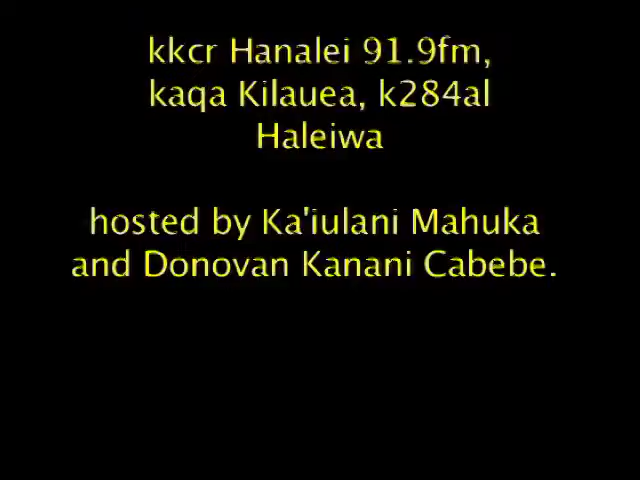 kkcr Hanalei 91.9fm,
kaqa Kilauea, k284al
Haleiwa
hosted by Ka'iulani Mahuka
and Donovan Kanani Cabebe.